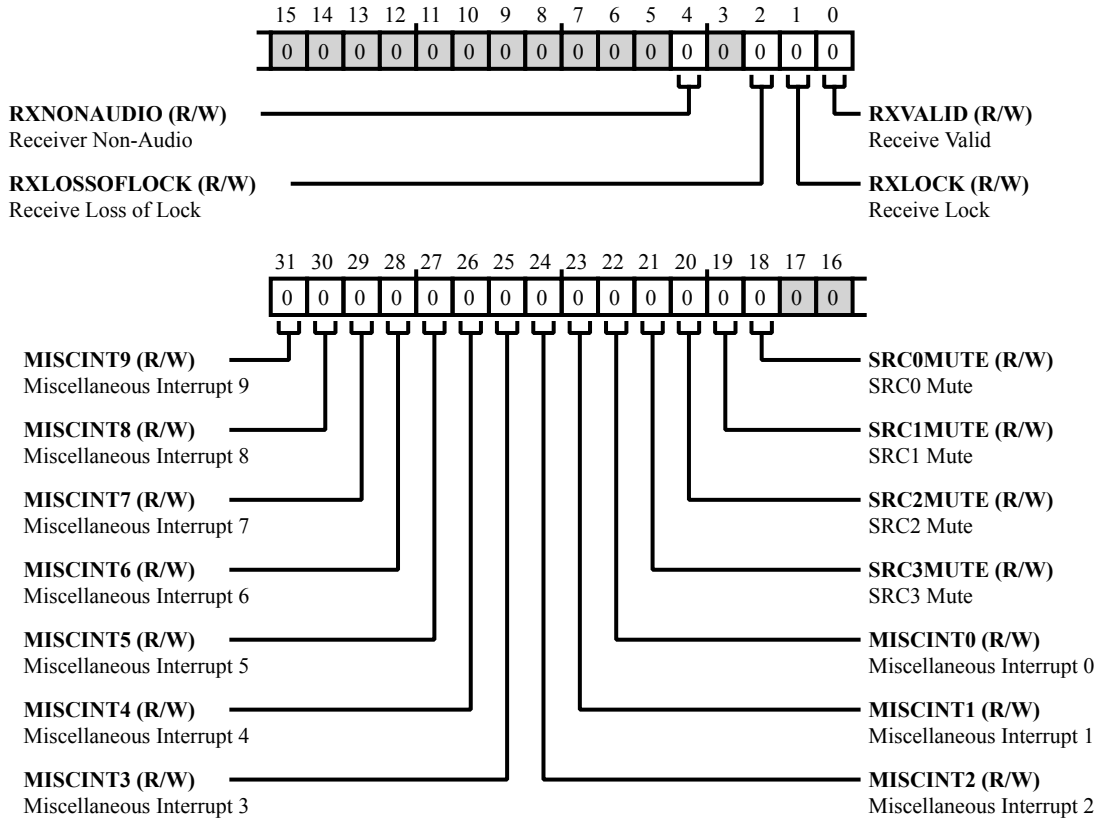 15 14 13 12 11 10 9 8 7 6 5 4 3 2 1 0
0 0 0 0 0 0 0 0 0 0 0 0 0 0 0 0
RXNONAUDIO (R/W)
Receiver Non-Audio
RXVALID (R/W)
Receive Valid
RXLOSSOFLOCK (R/W)
Receive Loss of Lock
RXLOCK (R/W)
Receive Lock
31 30 29 28 27 26 25 24 23 22 21 20 19 18 17 16
0 0 0 0 0 0 0 0 0 0 0 0 0 0 0 0
MISCINT9 (R/W)
Miscellaneous Interrupt 9
SRC0MUTE (R/W)
SRC0 Mute
MISCINT8 (R/W)
Miscellaneous Interrupt 8
SRC1MUTE (R/W)
SRC1 Mute
MISCINT7 (R/W)
Miscellaneous Interrupt 7
SRC2MUTE (R/W)
SRC2 Mute
MISCINT6 (R/W)
Miscellaneous Interrupt 6
SRC3MUTE (R/W)
SRC3 Mute
MISCINT5 (R/W)
Miscellaneous Interrupt 5
MISCINT0 (R/W)
Miscellaneous Interrupt 0
MISCINT4 (R/W)
Miscellaneous Interrupt 4
MISCINT1 (R/W)
Miscellaneous Interrupt 1
MISCINT3 (R/W)
Miscellaneous Interrupt 3
MISCINT2 (R/W)
Miscellaneous Interrupt 2